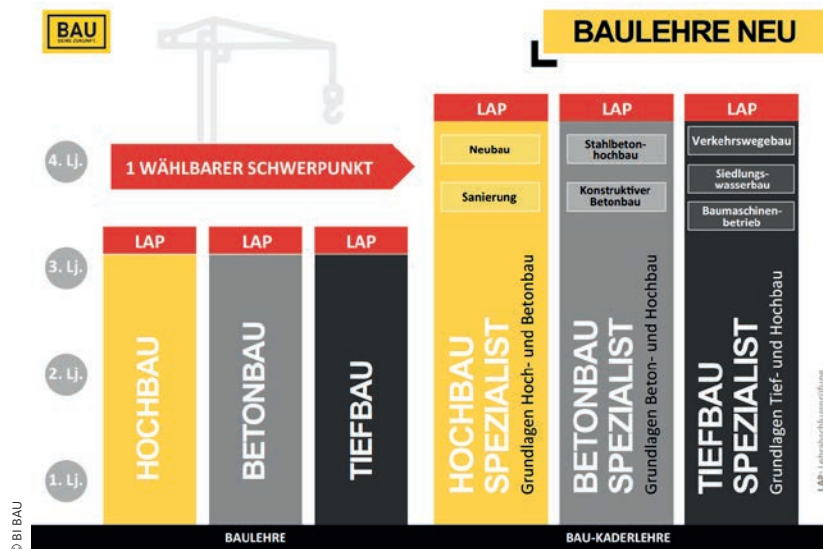 BAU
DEINE ZUKUNFT.
BAULEHRE NEU
4. Lj.
3. Lj.
2. Lj.
1. Lj.
1 WÄHLBARER SCHWERPUNKT
LAP
HOCHBAU
LAP
BETONBAU
LAP
TIEFBAU
LAP
Neubau
Sanierung
HOCHBAU
SPEZIALIST
Grundlagen Hoch- und Betonbau
LAP
Stahlbeton-
hochbau
Konstruktiver
Betonbau
BETONBAU
SPEZIALIST
Grundlagen Beton- und Hochbau
LAP
Verkehrswegebau
Siedlungs-
wasserbau
Baumaschinen-
betrieb
TIEFBAU
SPEZIALIST
Grundlagen Tief- und Hochbau
LAP: Lehrabschlussprüfung
BAULEHRE
BAU-KADERLEHRE
© BI BAU